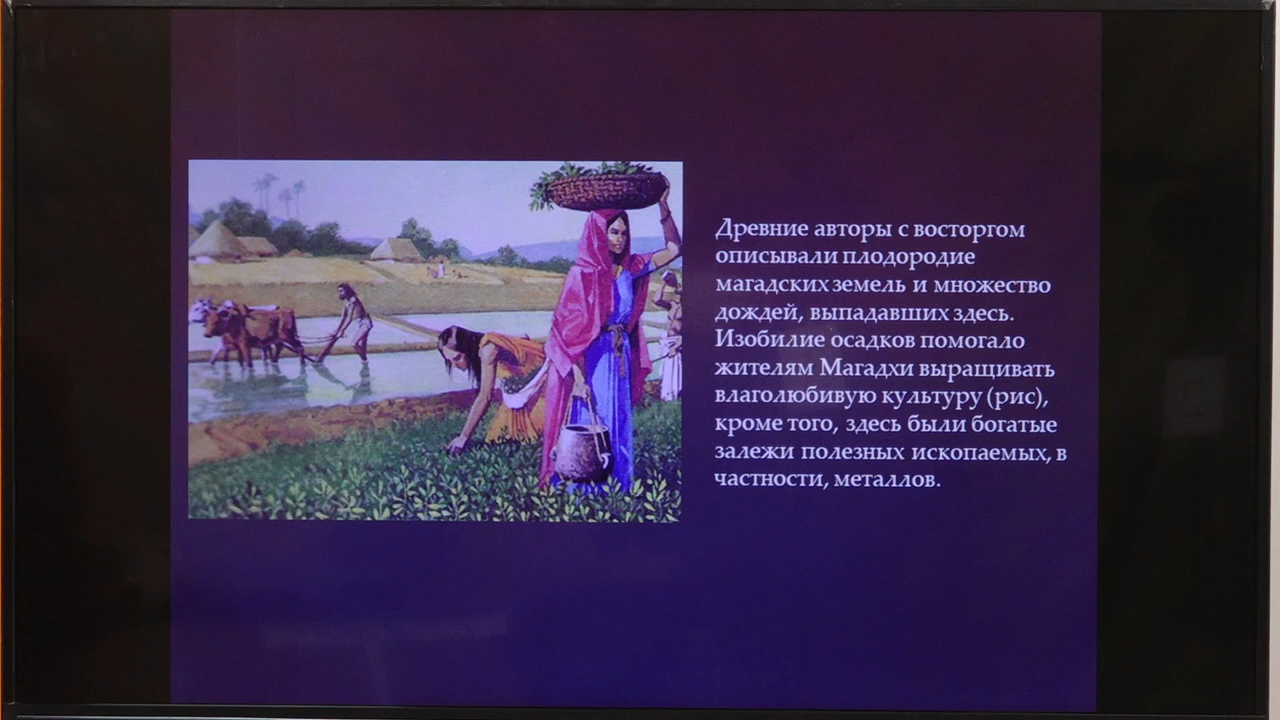 Древние авторы с восторгом
описывали плодородие
магадских земель и множество
дождей, выпадавших здесь.
Изобилие осадков помогало
жителям Магадхи выращивать
влаголюбивую культуру (рис),
кроме того, здесь были богатые
залежи полезных ископаемых, в
частности, металлов.